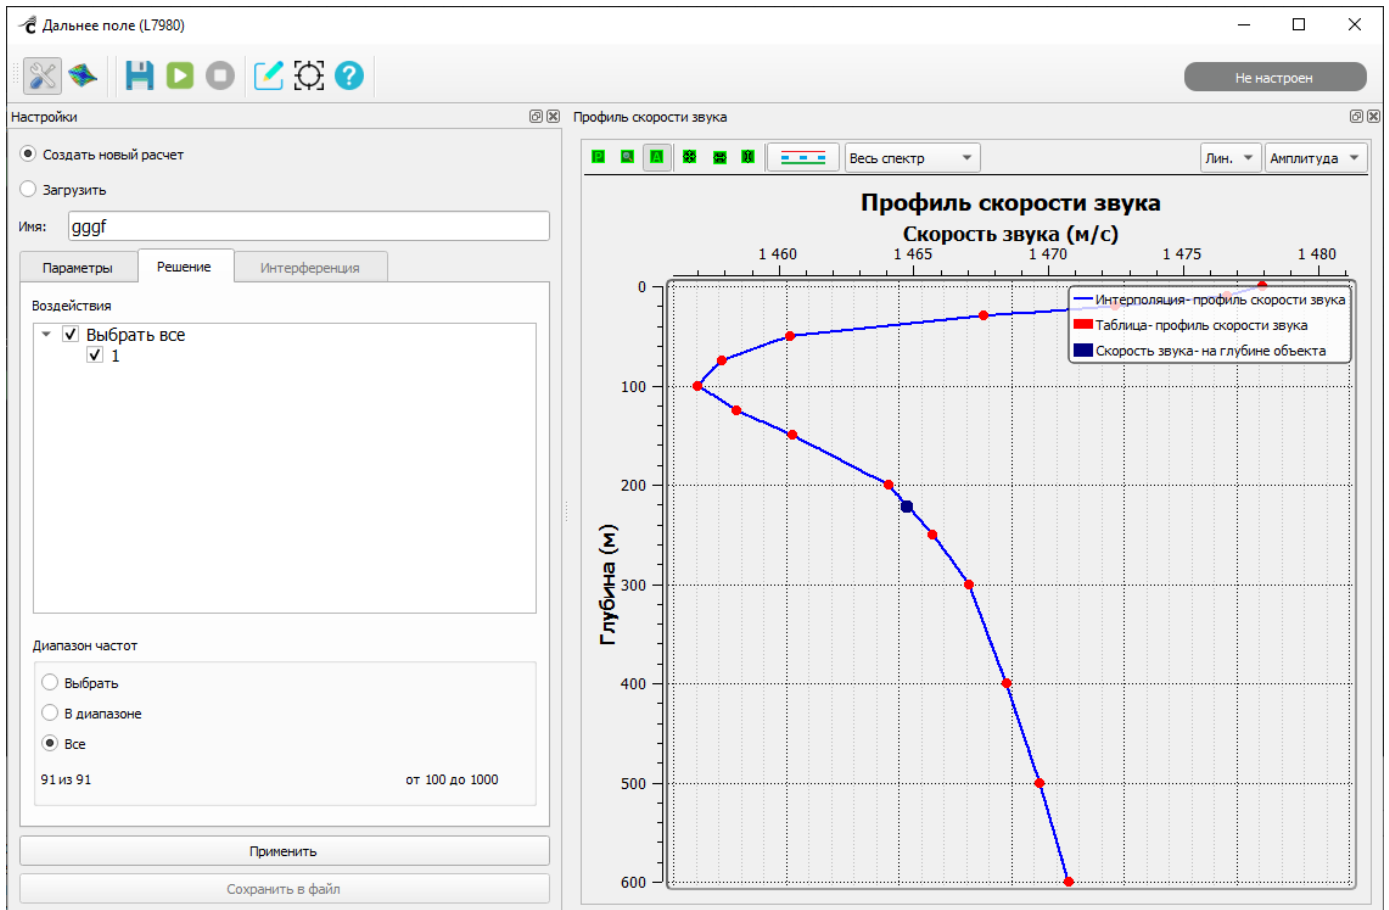 Дальнее поле (L7980)
Не настроен
Настройки
Создать новый расчет
Загрузить
Имя: gggf
Параметры Решение Интерференция
Воздействия
Выбрать все
1
Диапазон частот
Выбрать
В диапазоне
Все
91 из 91 от 100 до 1000
Применить
Сохранить в файл
Профиль скорости звука
P A Весь спектр Лин. Амплитуда
Профиль скорости звука
Скорость звука (м/с)
1 460 1 465 1 470 1 475 1 480
Интерполяция- профиль скорости звука
Таблица- профиль скорости звука
Скорость звука- на глубине объекта
Глубина (м)
0
100
200
300
400
500
600